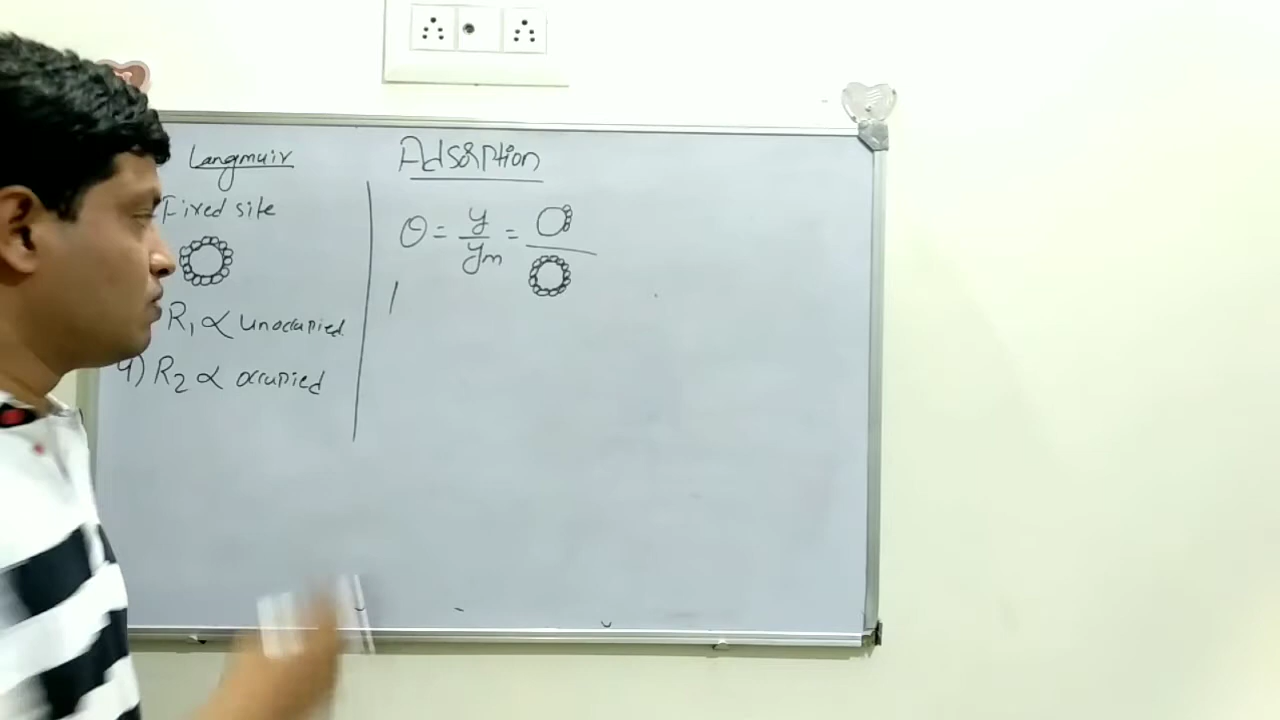 Langmuir
Fixed site
R₁ ∝ unoccupied
4) R₂ ∝ occupied
Adsorption
θ = y/yₘ =